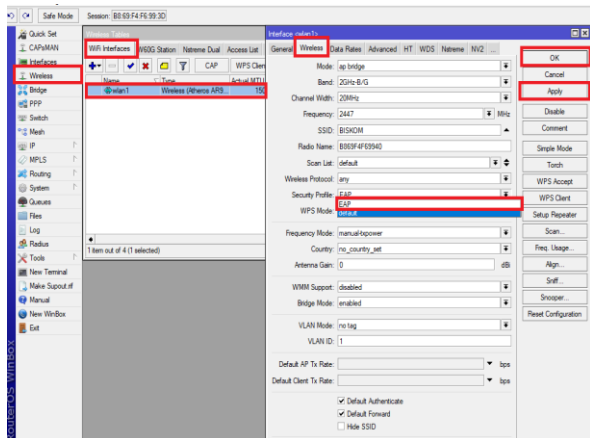 Safe Mode Session: B8:69:F4:F6:99:3D
Quick Set
CAPsMAN
Interfaces
Wireless
Bridge
PPP
Switch
Mesh
IP
MPLS
Routing
System
Queues
Files
Log
Radius
Tools
New Terminal
Make Supout.rif
Manual
New WinBox
Exit
RouterOS WinBox
Wireless Tables
WiFi Interfaces W60G Station Nstreme Dual Access List
CAP WPS Clien
Name Type Actual MTU
wlan1 Wireless (Atheros AR9... 150
1 item out of 4 (1 selected)
Interface <wlan1>
General Wireless Data Rates Advanced HT WDS Nstreme NV2 ...
Mode: ap bridge
Band: 2GHz-B/G
Channel Width: 20MHz
Frequency: 2447 MHz
SSID: BISKOM
Radio Name: B869F4F69940
Scan List: default
Wireless Protocol: any
Security Profile: EAP
EAP
WPS Mode: default
Frequency Mode: manual-txpower
Country: no_country_set
Antenna Gain: 0 dBi
WMM Support: disabled
Bridge Mode: enabled
VLAN Mode: no tag
VLAN ID: 1
Default AP Tx Rate: bps
Default Client Tx Rate: bps
Default Authenticate
Default Forward
Hide SSID
OK
Cancel
Apply
Disable
Comment
Simple Mode
Torch
WPS Accept
WPS Client
Setup Repeater
Scan...
Freq. Usage...
Align...
Sniff...
Snooper...
Reset Configuration